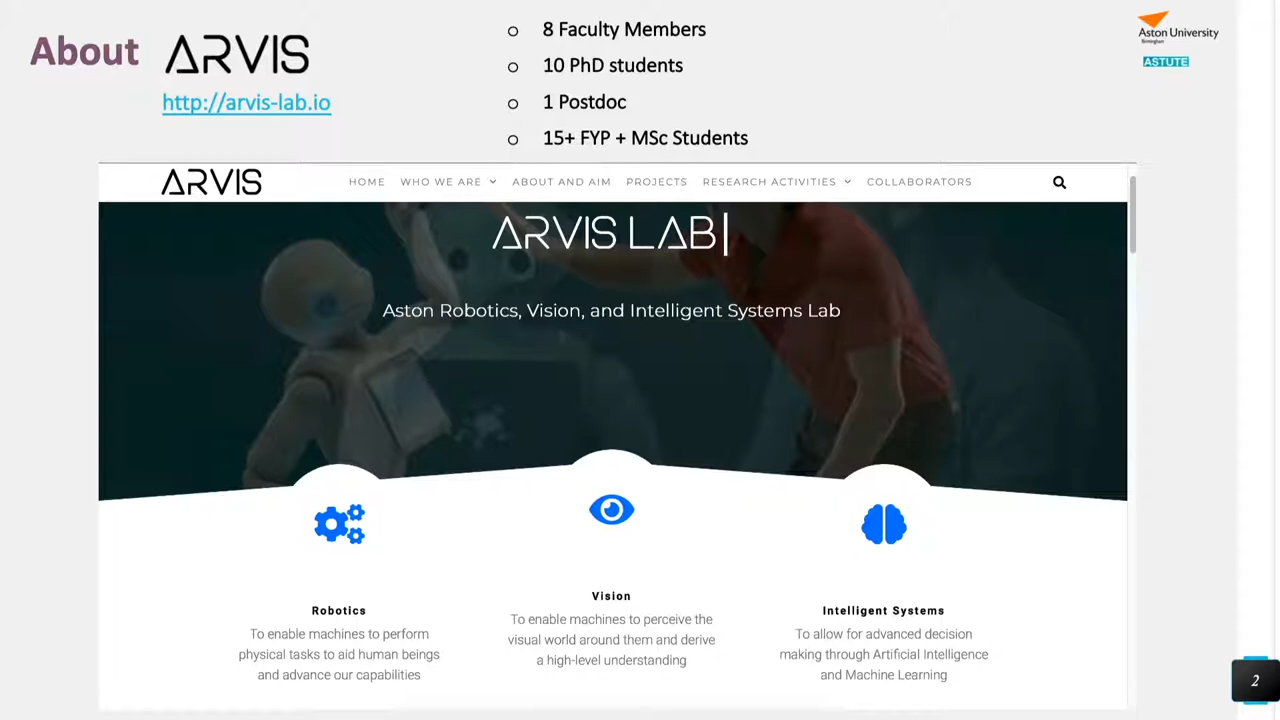 About ARVIS
http://arvis-lab.io
8 Faculty Members
10 PhD students
1 Postdoc
15+ FYP + MSc Students
Aston University
Birmingham
ASTUTE
ARVIS HOME WHO WE ARE ABOUT AND AIM PROJECTS RESEARCH ACTIVITIES COLLABORATORS
ARVIS LAB|
Aston Robotics, Vision, and Intelligent Systems Lab
Robotics
To enable machines to perform
physical tasks to aid human beings
and advance our capabilities
Vision
To enable machines to perceive the
visual world around them and derive
a high-level understanding
Intelligent Systems
To allow for advanced decision
making through Artificial Intelligence
and Machine Learning
2